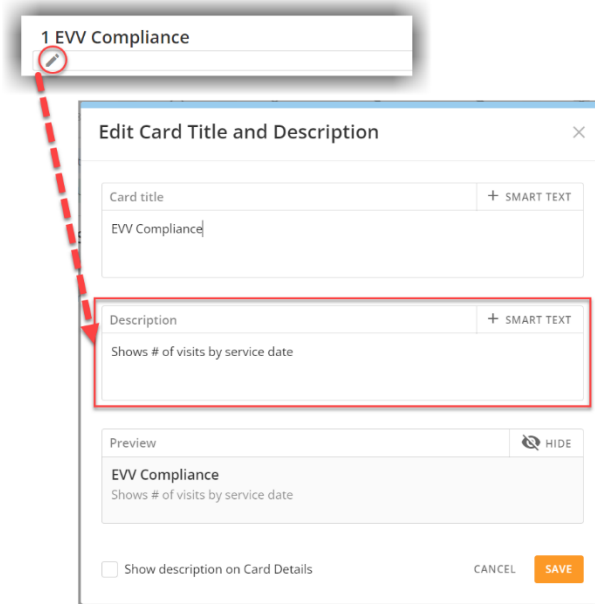 1 EVV Compliance
Edit Card Title and Description
Card title
+ SMART TEXT
EVV Compliance
Description
+ SMART TEXT
Shows # of visits by service date
Preview
HIDE
EVV Compliance
Shows # of visits by service date
Show description on Card Details
CANCEL
SAVE